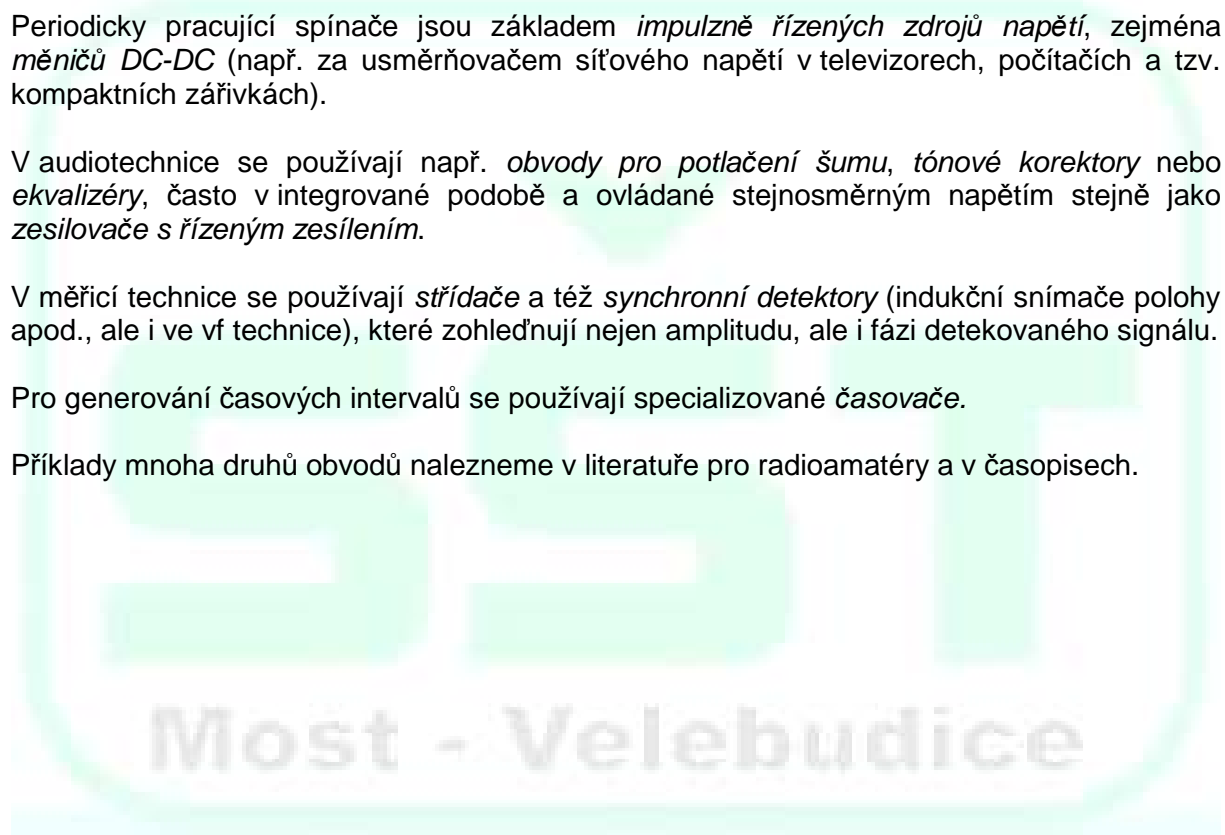 Periodicky pracující spínače jsou základem impulzně řízených zdrojů napětí, zejména
měničů DC-DC (např. za usměrňovačem síťového napětí v televizorech, počítačích a tzv.
kompaktních zářivkách).
V audiotechnice se používají např. obvody pro potlačení šumu, tónové korektory nebo
ekvalizéry, často v integrované podobě a ovládané stejnosměrným napětím stejně jako
zesilovače s řízeným zesílením.
V měřicí technice se používají střídače a též synchronní detektory (indukční snímače polohy
apod., ale i ve vf technice), které zohledňují nejen amplitudu, ale i fázi detekovaného signálu.
Pro generování časových intervalů se používají specializované časovače.
Příklady mnoha druhů obvodů nalezneme v literatuře pro radioamatéry a v časopisech.
SST
Most - Velebudice